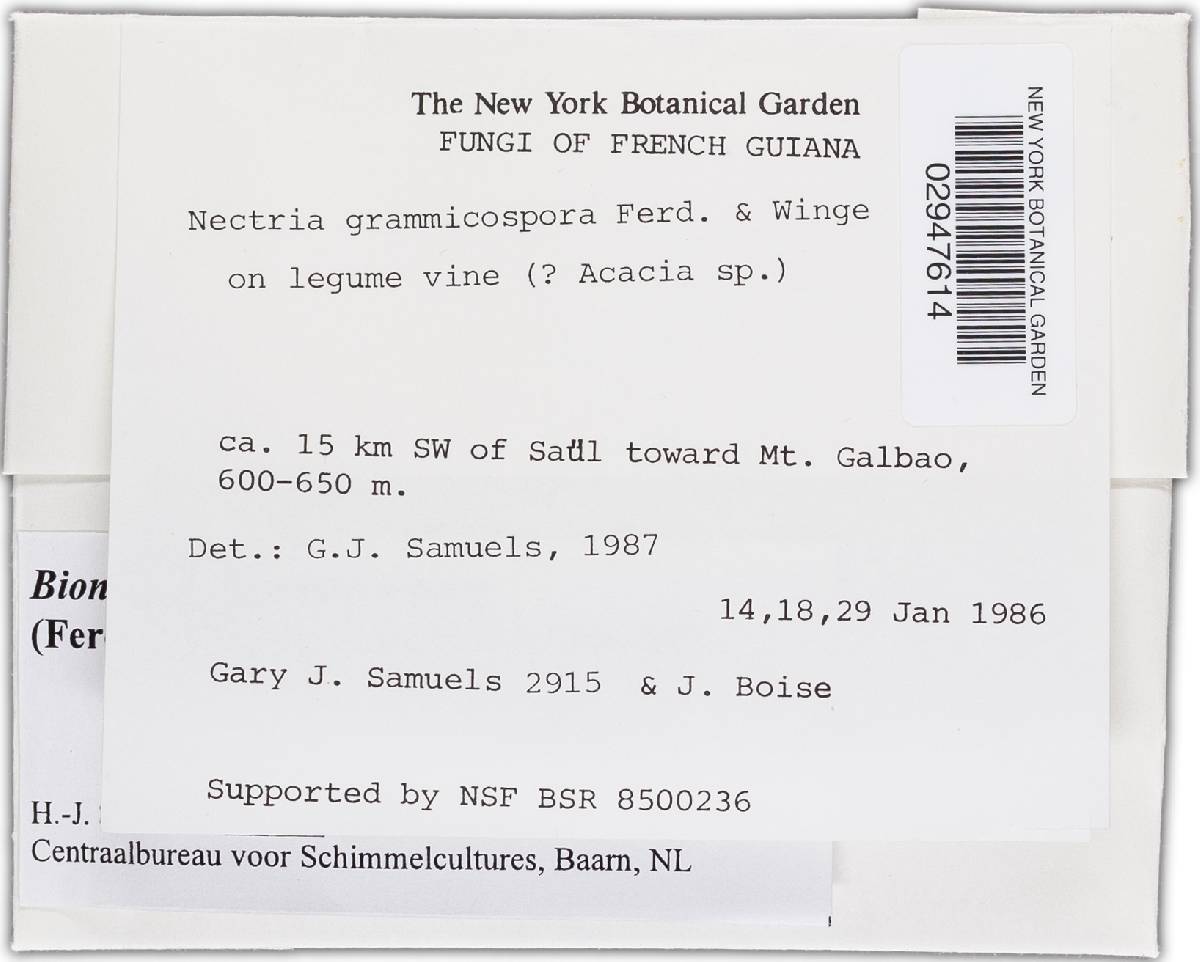 The New York Botanical Garden
FUNGI OF FRENCH GUIANA
Nectria grammicospora Ferd. & Winge
on legume vine (? Acacia sp.)
ca. 15 km SW of Saül toward Mt. Galbao,
600-650 m.
Det.: G.J. Samuels, 1987
14,18,29 Jan 1986
Gary J. Samuels 2915 & J. Boise
Supported by NSF BSR 8500236
NEW YORK BOTANICAL GARDEN
02947614
Bion
(Fer
H.-J.
Centraalbureau voor Schimmelcultures, Baarn, NL